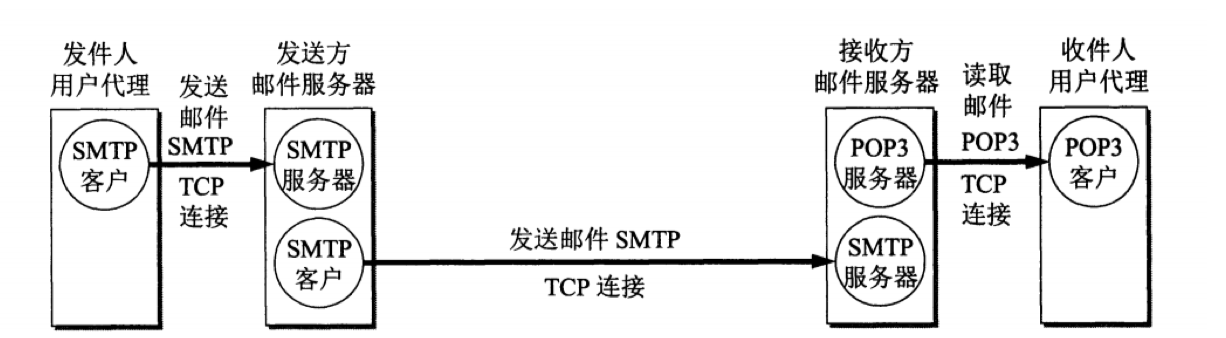 发件人
用户代理
发送
邮件
SMTP
TCP
连接
SMTP
客户
发送方
邮件服务器
SMTP
服务器
SMTP
客户
发送邮件 SMTP
TCP 连接
接收方
邮件服务器
POP3
服务器
SMTP
服务器
读取
邮件
POP3
TCP
连接
收件人
用户代理
POP3
客户